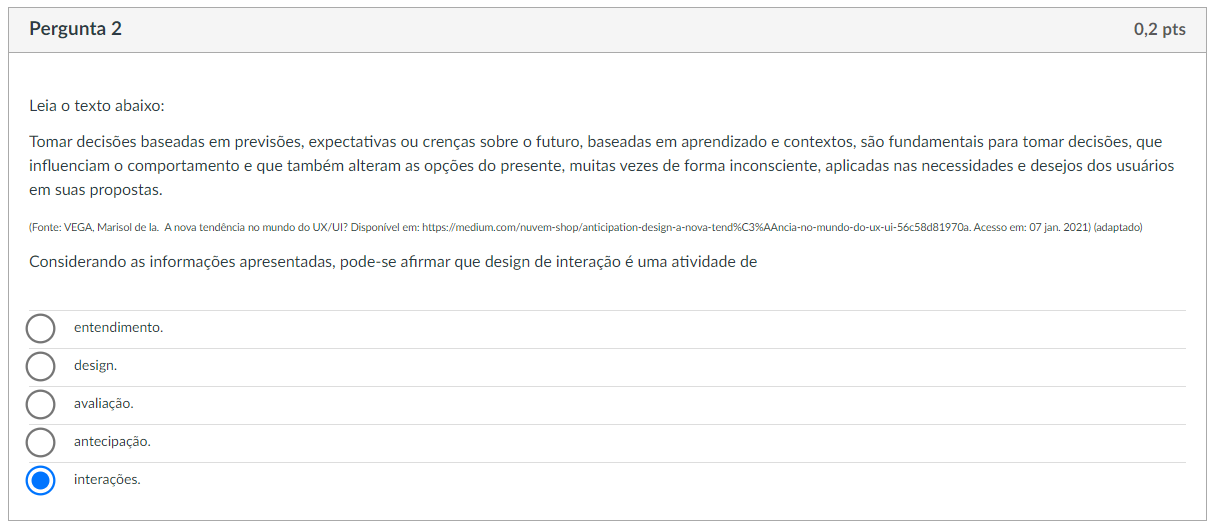 Pergunta 2
0,2 pts
Leia o texto abaixo:
Tomar decisões baseadas em previsões, expectativas ou crenças sobre o futuro, baseadas em aprendizado e contextos, são fundamentais para tomar decisões, que
influenciam o comportamento e que também alteram as opções do presente, muitas vezes de forma inconsciente, aplicadas nas necessidades e desejos dos usuários
em suas propostas.
(Fonte: VEGA, Marisol de la. A nova tendência no mundo do UX/UI? Disponível em: https://medium.com/nuvem-shop/anticipation-design-a-nova-tend%C3%AAncia-no-mundo-do-ux-ui-56c58d81970a. Acesso em: 07 jan. 2021) (adaptado)
Considerando as informações apresentadas, pode-se afirmar que design de interação é uma atividade de
entendimento.
design.
avaliação.
antecipação.
interações.